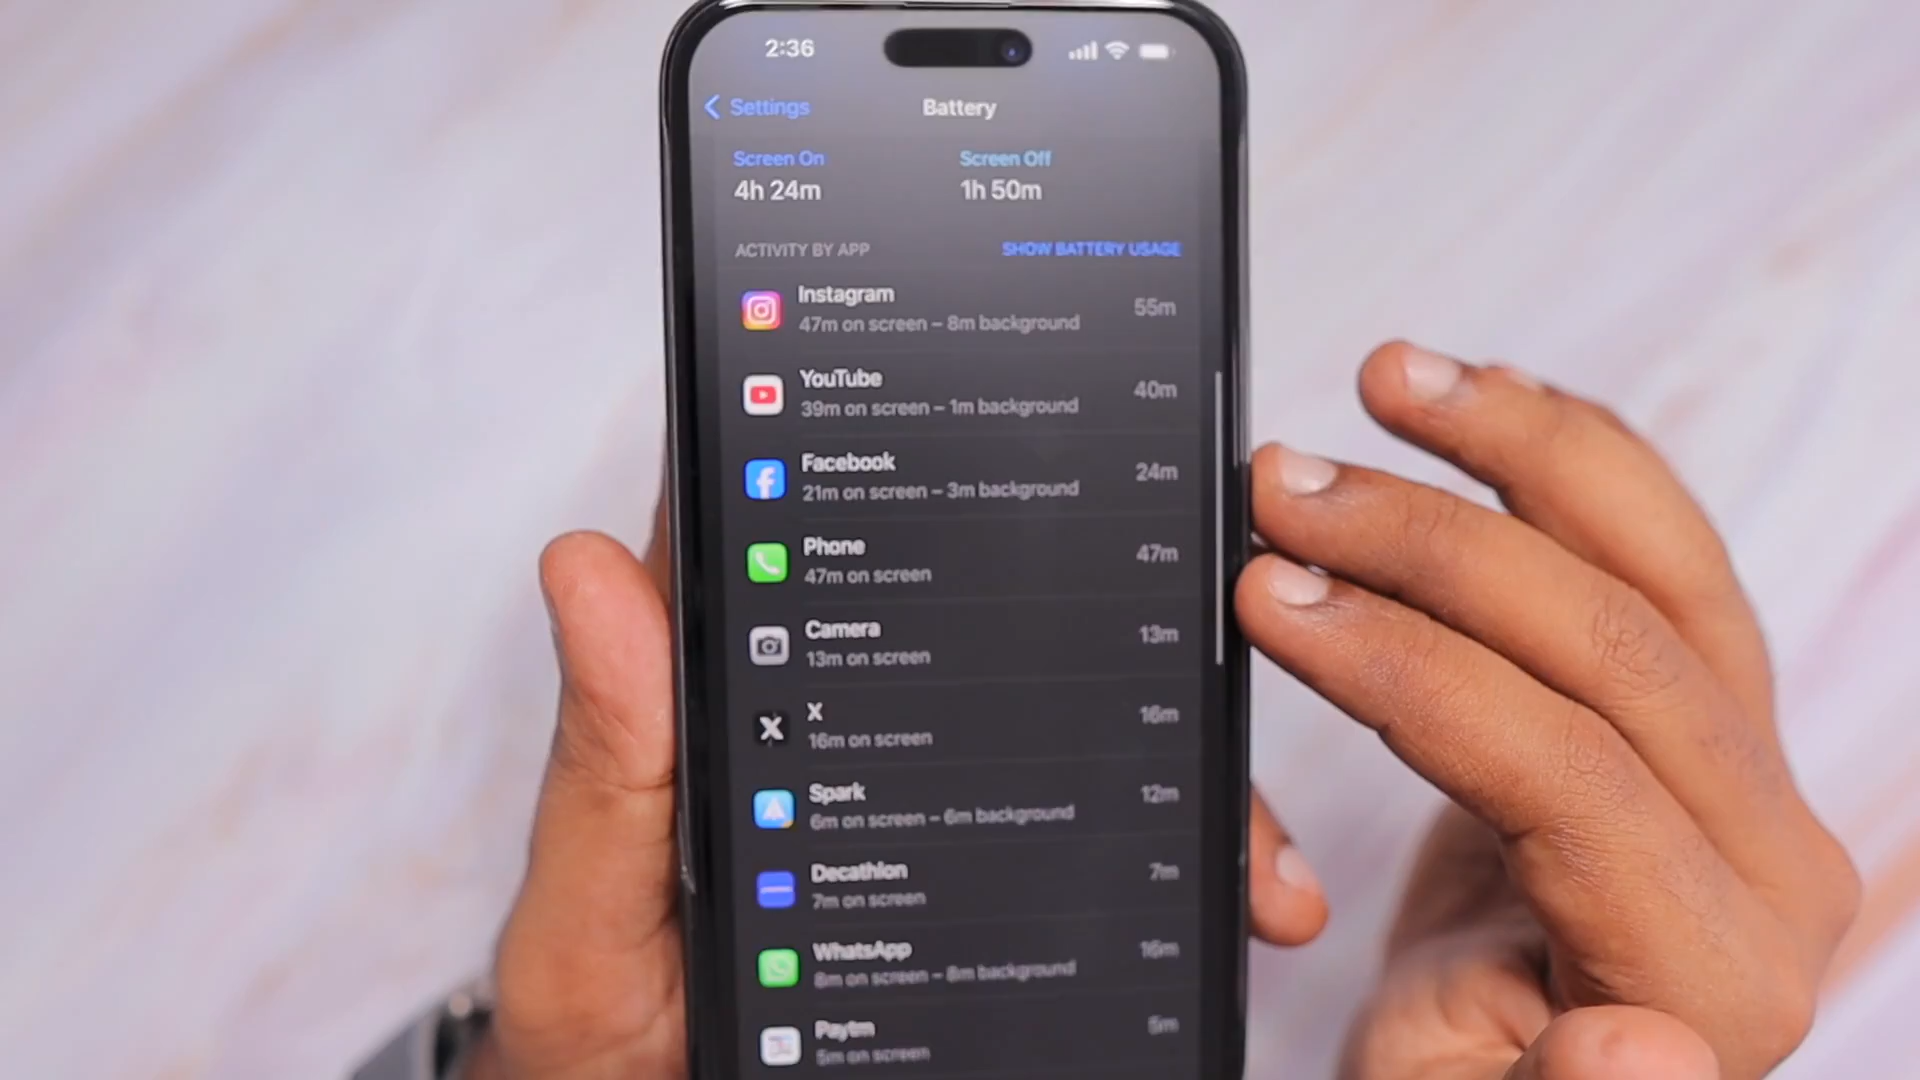 2:36
Settings
Battery
Screen On
Screen Off
4h 24m
1h 50m
ACTIVITY BY APP
SHOW BATTERY USAGE
Instagram
47m on screen – 8m background
55m
YouTube
39m on screen – 1m background
40m
Facebook
21m on screen – 3m background
24m
Phone
47m on screen
47m
Camera
13m on screen
13m
X
16m on screen
16m
Spark
6m on screen – 6m background
12m
Decathlon
7m on screen
7m
WhatsApp
8m on screen – 8m background
16m
Paytm
5m on screen
5m